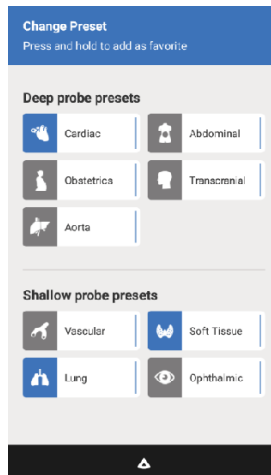 Change Preset
Press and hold to add as favorite
Deep probe presets
Cardiac
Abdominal
Obstetrics
Transcranial
Aorta
Shallow probe presets
Vascular
Soft Tissue
Lung
Ophthalmic